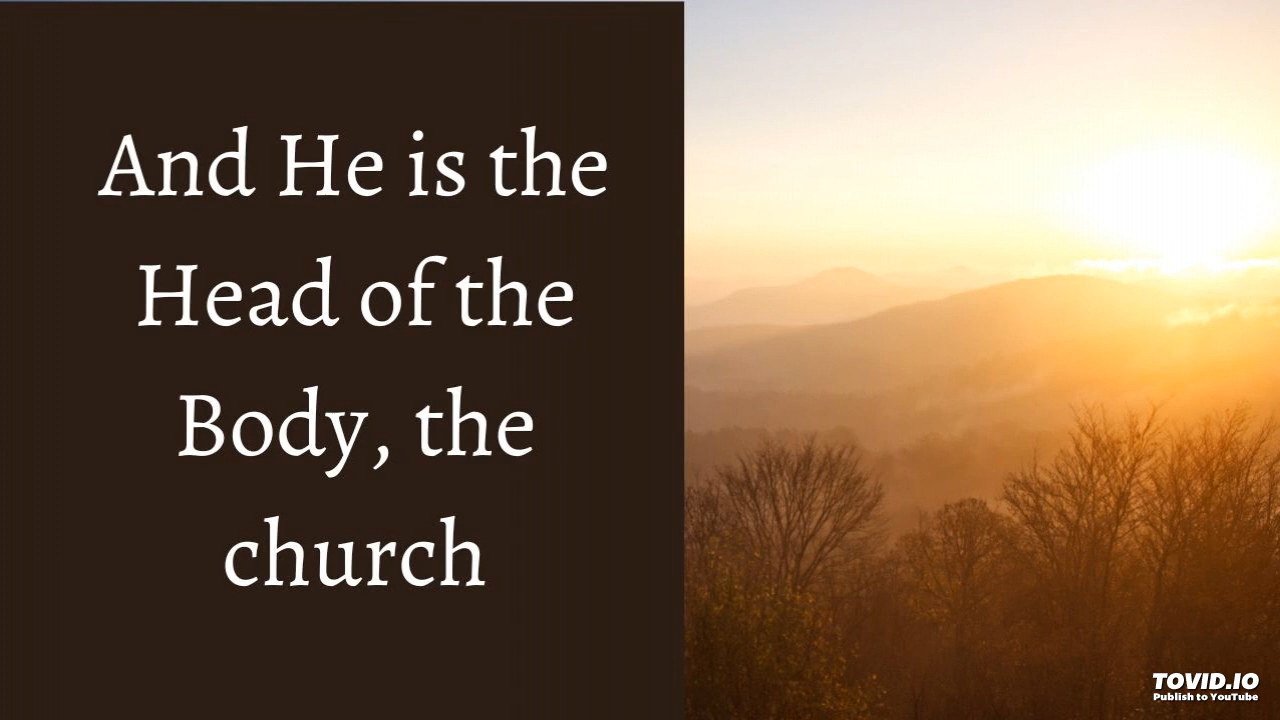 And He is the
Head of the
Body, the
church
TOVID.IO
Publish to YouTube